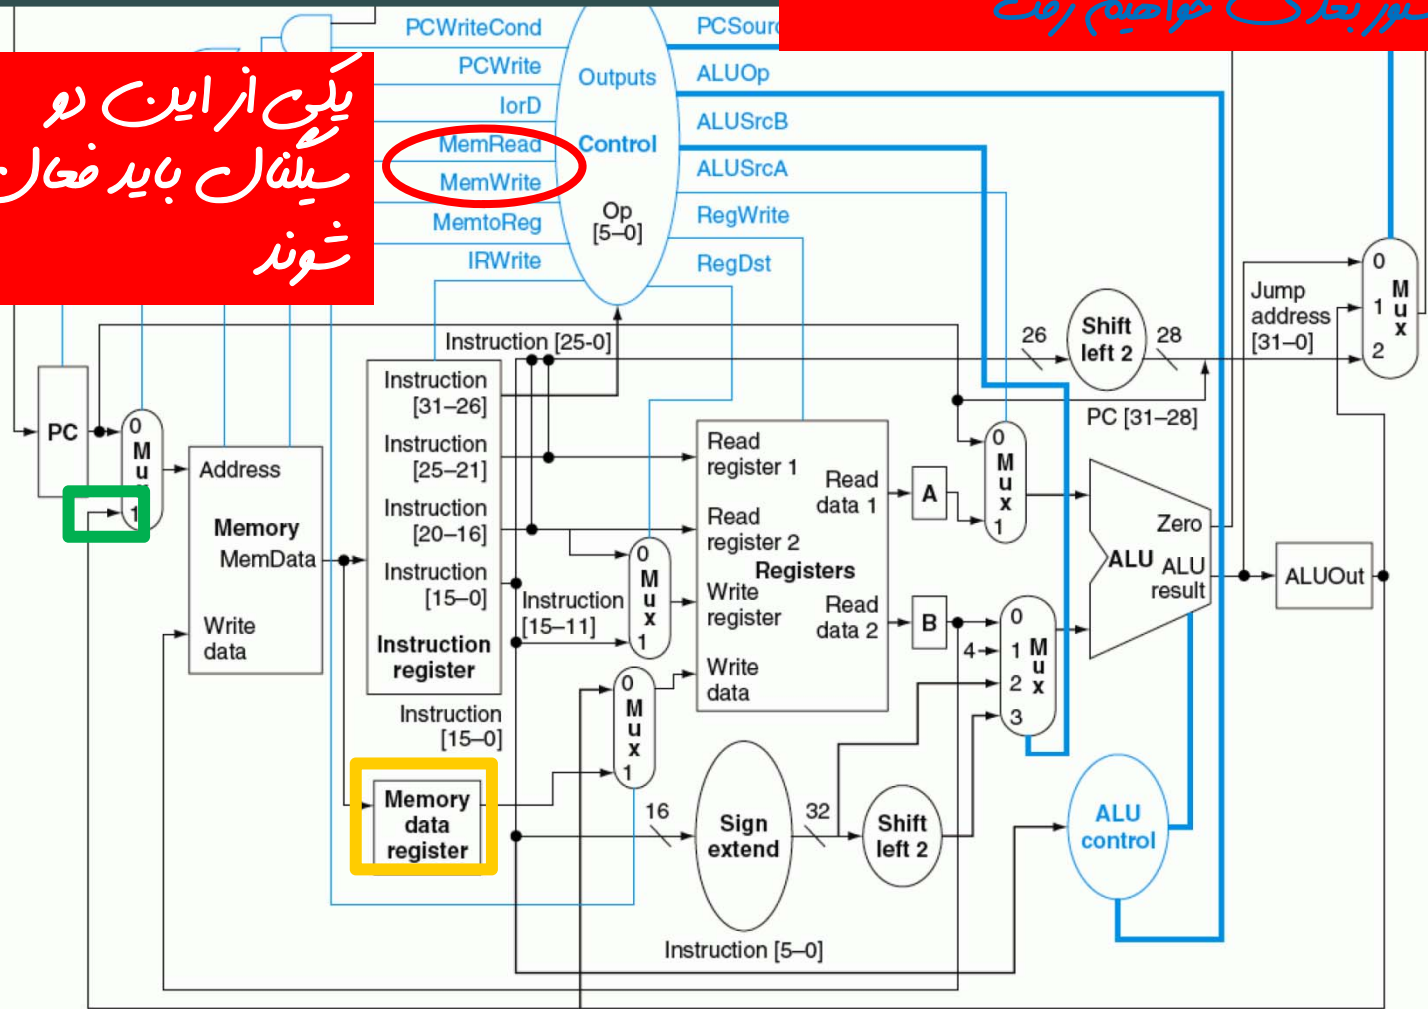 ستور بعدی خواهیم رفت
یکی از این دو
سیگنال باید فعال
شوند
PCWriteCond
PCWrite
IorD
MemRead
MemWrite
MemtoReg
IRWrite
Outputs
Control
Op
[5–0]
ALUOp
ALUSrcB
ALUSrcA
RegWrite
RegDst
Instruction [25-0]
26
Shift
left 2
28
Jump
address
[31–0]
0
1
2
M
u
x
PC [31–28]
PC
0
M
u
x
1
Address
Memory
MemData
Write
data
Instruction
[31–26]
Instruction
[25–21]
Instruction
[20–16]
Instruction
[15–0]
Instruction
register
Instruction
[15–0]
Memory
data
register
0
M
u
x
1
Instruction
[15–11]
0
M
u
x
1
Read
register 1
Read
register 2
Registers
Write
register
Write
data
Read
data 1
Read
data 2
A
B
0
M
u
x
1
4
0
1
2
3
M
u
x
Zero
ALU
ALU
result
ALUOut
16
Sign
extend
32
Shift
left 2
ALU
control
Instruction [5–0]